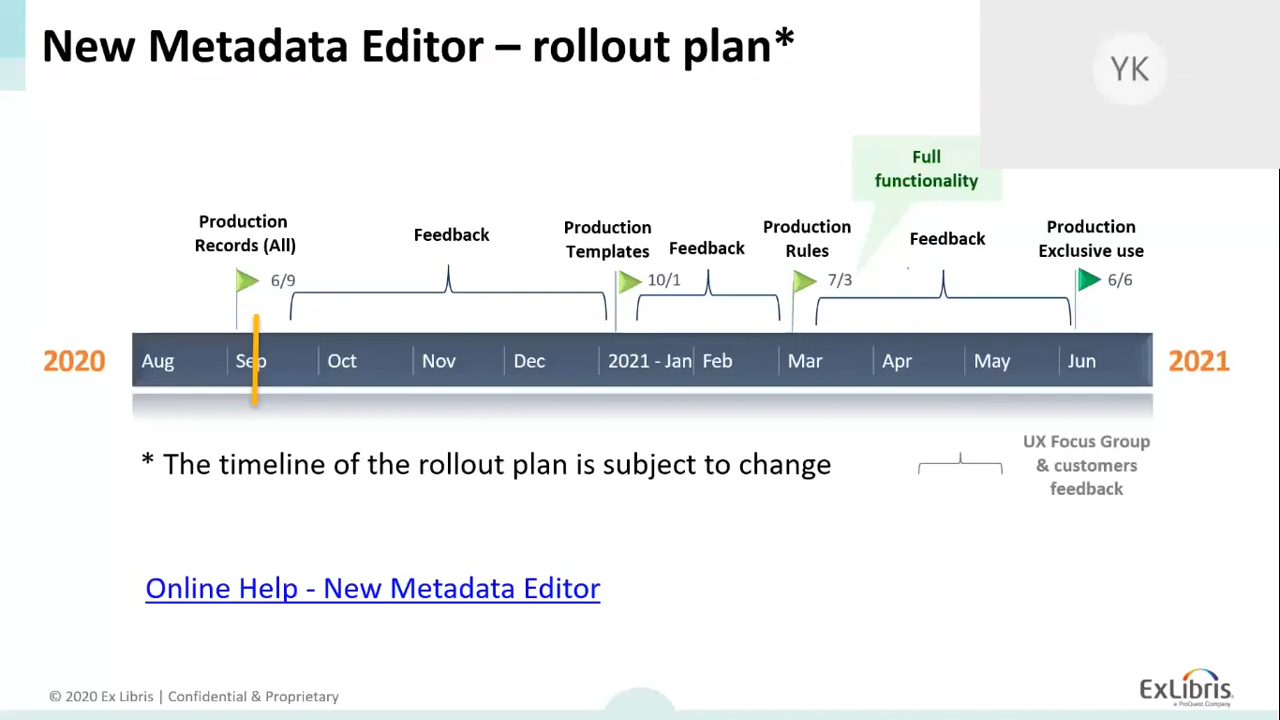 New Metadata Editor – rollout plan*
YK
Full
functionality
Production
Records (All)
Feedback
Production
Templates
Feedback
Production
Rules
Feedback
Production
Exclusive use
6/9
10/1
7/3
6/6
2020
Aug
Sep
Oct
Nov
Dec
2021 - Jan
Feb
Mar
Apr
May
Jun
2021
* The timeline of the rollout plan is subject to change
UX Focus Group
& customers
feedback
Online Help - New Metadata Editor
© 2020 Ex Libris | Confidential & Proprietary
ExLibris
a ProQuest Company